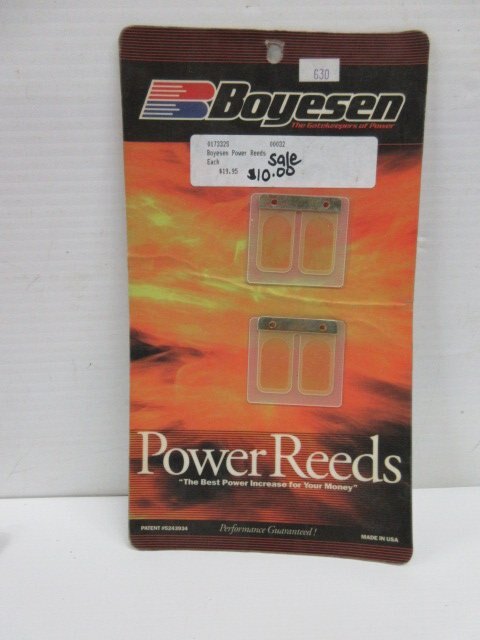 630
Boyesen
The Gatekeepers of Power
0173320 00032
Boyesen Power Reeds
Each
$19.95
sale
$10.00
Power Reeds
"The Best Power Increase for Your Money"
PATENT #5243934
Performance Guaranteed!
MADE IN USA